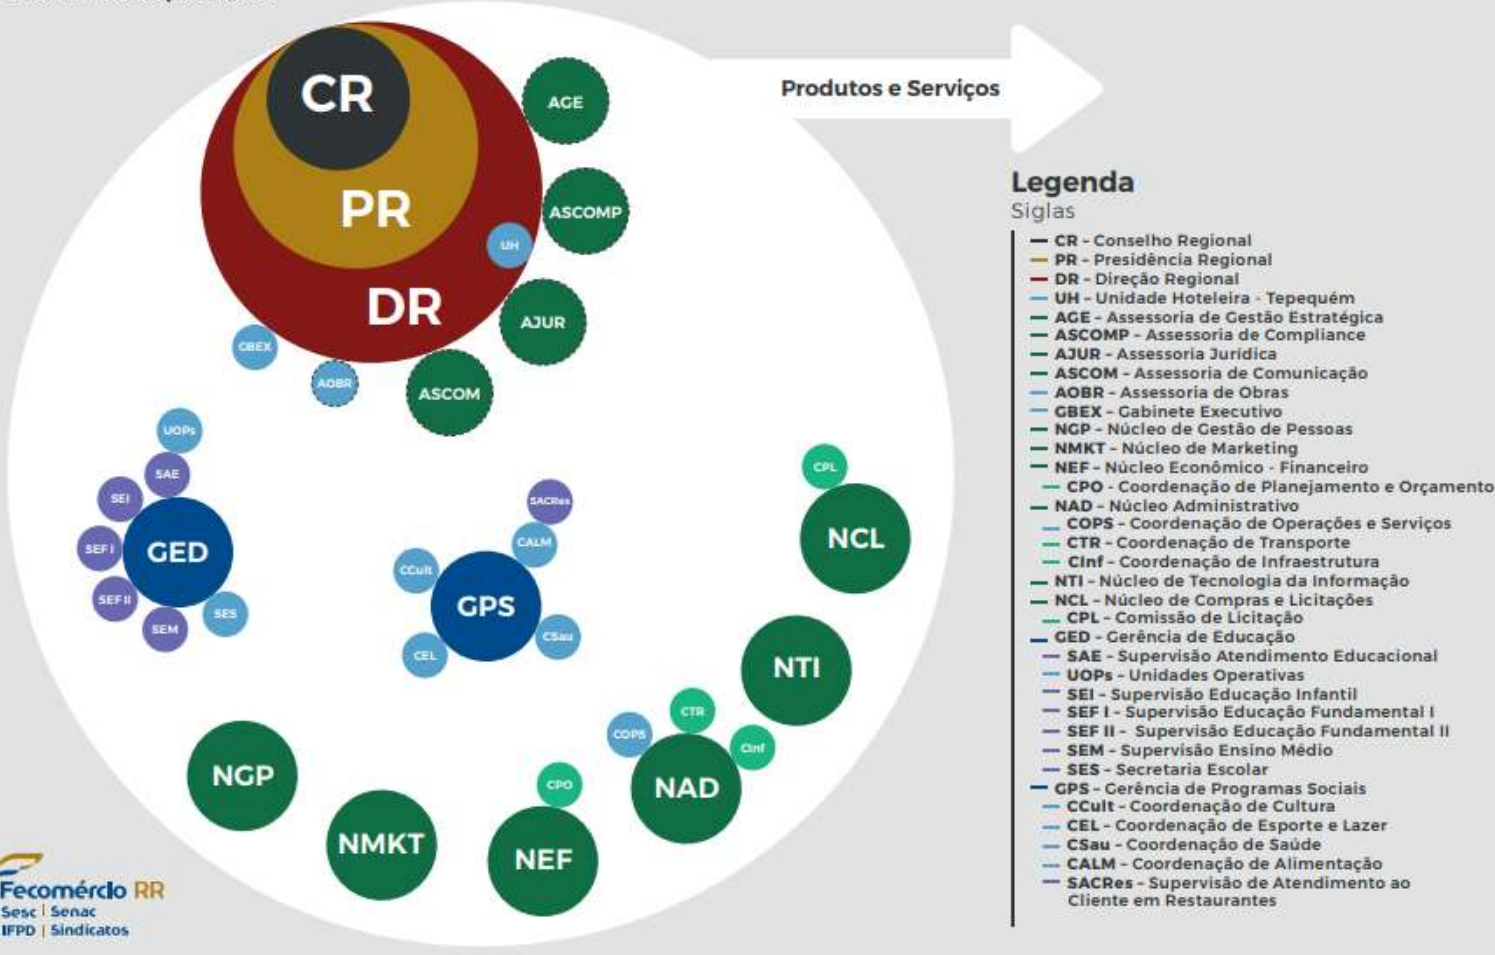 CR
PR
DR
UH
AGE
ASCOMP
AJUR
ASCOM
AOBR
GBEX
Produtos e Serviços
UOPs
SAE
SEI
SEF I
SEF II
SEM
SES
GED
SACRes
CALM
CCult
GPS
CEL
CSau
CPL
NCL
NTI
CTR
COPS
CInf
NAD
CPO
NEF
NMKT
NGP
Fecomércio RR
Sesc | Senac
IFPD | Sindicatos
Legenda
Siglas
CR – Conselho Regional
PR – Presidência Regional
DR – Direção Regional
UH – Unidade Hoteleira - Tepequém
AGE – Assessoria de Gestão Estratégica
ASCOMP – Assessoria de Compliance
AJUR – Assessoria Jurídica
ASCOM – Assessoria de Comunicação
AOBR – Assessoria de Obras
GBEX – Gabinete Executivo
NGP – Núcleo de Gestão de Pessoas
NMKT – Núcleo de Marketing
NEF – Núcleo Econômico - Financeiro
CPO - Coordenação de Planejamento e Orçamento
NAD – Núcleo Administrativo
COPS – Coordenação de Operações e Serviços
CTR – Coordenação de Transporte
CInf – Coordenação de Infraestrutura
NTI – Núcleo de Tecnologia da Informação
NCL – Núcleo de Compras e Licitações
CPL – Comissão de Licitação
GED – Gerência de Educação
SAE – Supervisão Atendimento Educacional
UOPs – Unidades Operativas
SEI – Supervisão Educação Infantil
SEF I – Supervisão Educação Fundamental I
SEF II – Supervisão Educação Fundamental II
SEM – Supervisão Ensino Médio
SES – Secretaria Escolar
GPS – Gerência de Programas Sociais
CCult – Coordenação de Cultura
CEL – Coordenação de Esporte e Lazer
CSau – Coordenação de Saúde
CALM – Coordenação de Alimentação
SACRes – Supervisão de Atendimento ao
Cliente em Restaurantes